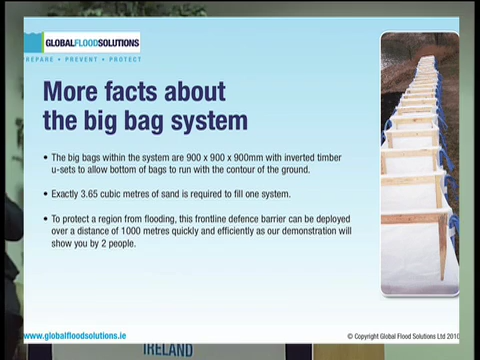 GLOBALFLOODSOLUTIONS
PREPARE • PREVENT • PROTECT
More facts about
the big bag system
• The big bags within the system are 900 x 900 x 900mm with inverted timber
u-sets to allow bottom of bags to run with the contour of the ground.
• Exactly 3.65 cubic metres of sand is required to fill one system.
• To protect a region from flooding, this frontline defence barrier can be deployed
over a distance of 1000 metres quickly and efficiently as our demonstration will
show you by 2 people.
www.globalfloodsolutions.ie
© Copyright Global Flood Solutions Ltd 2010
IRELAND